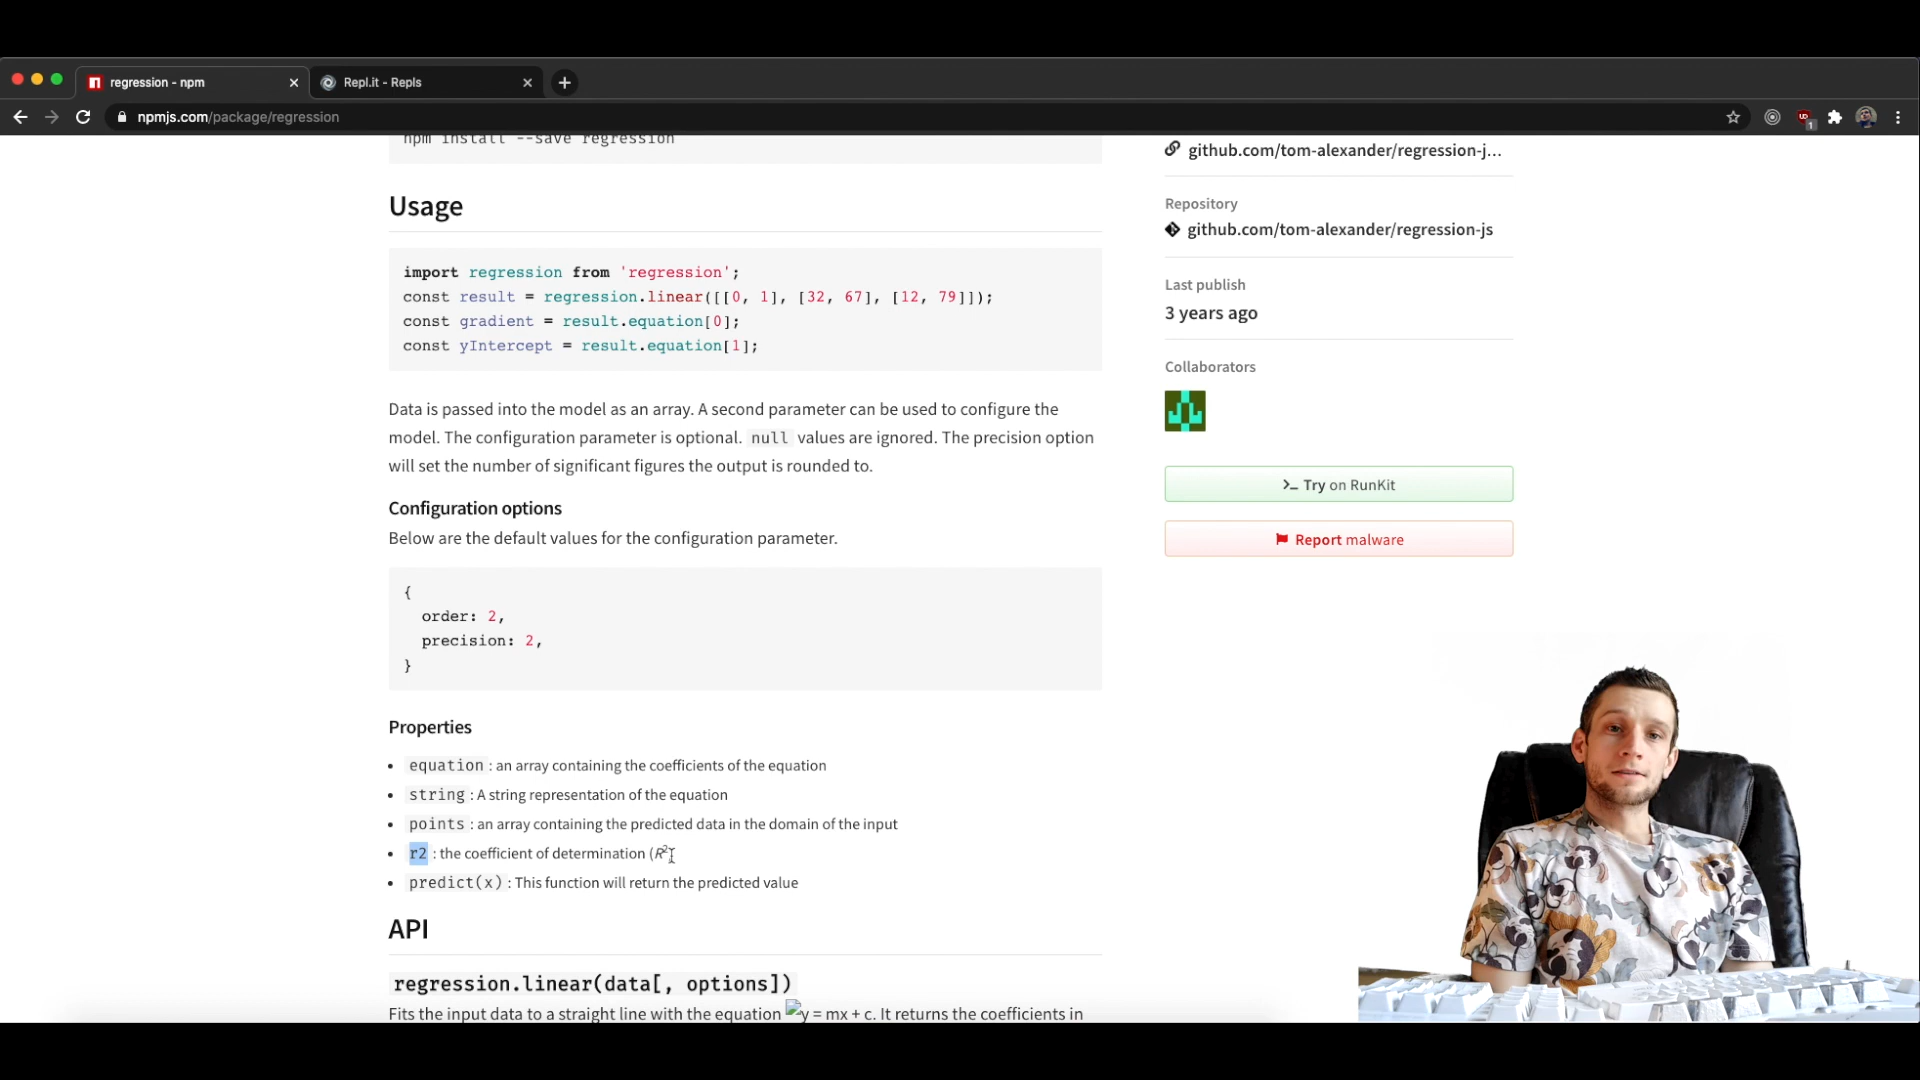 regression - npm
Repl.it - Repls
npmjs.com/package/regression
1
npm install --save regression
Usage
import regression from 'regression';
const result = regression.linear([[0, 1], [32, 67], [12, 79]]);
const gradient = result.equation[0];
const yIntercept = result.equation[1];
Data is passed into the model as an array. A second parameter can be used to configure the
model. The configuration parameter is optional. null values are ignored. The precision option
will set the number of significant figures the output is rounded to.
Configuration options
Below are the default values for the configuration parameter.
{
order: 2,
precision: 2,
}
Properties
• equation : an array containing the coefficients of the equation
• string : A string representation of the equation
• points : an array containing the predicted data in the domain of the input
• r2 : the coefficient of determination (R²
• predict(x) : This function will return the predicted value
API
regression.linear(data[, options])
Fits the input data to a straight line with the equation y = mx + c. It returns the coefficients in
github.com/tom-alexander/regression-j...
Repository
github.com/tom-alexander/regression-js
Last publish
3 years ago
Collaborators
>_ Try on RunKit
Report malware